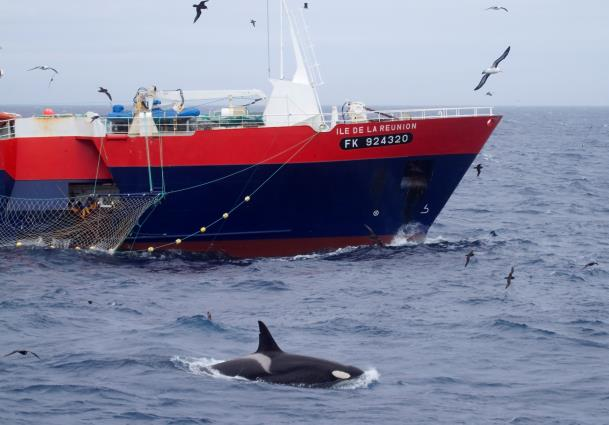 ILE DE LA REUNION
FK 924320